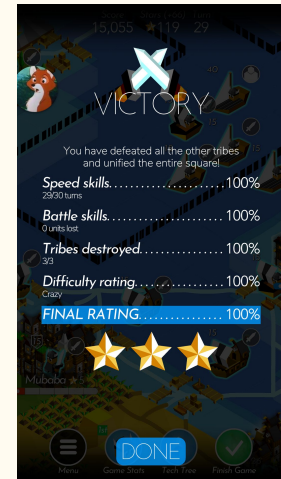 15,055 ★119 29
VICTORY
You have defeated all the other tribes
and unified the entire square!
Speed skills................... 100%
29/30 turns
Battle skills................... 100%
0 units lost
Tribes destroyed............ 100%
3/3
Difficulty rating............. 100%
Crazy
FINAL RATING................ 100%
Mubaba
DONE
Menu
Game Stats
Tech Tree
Finish Game